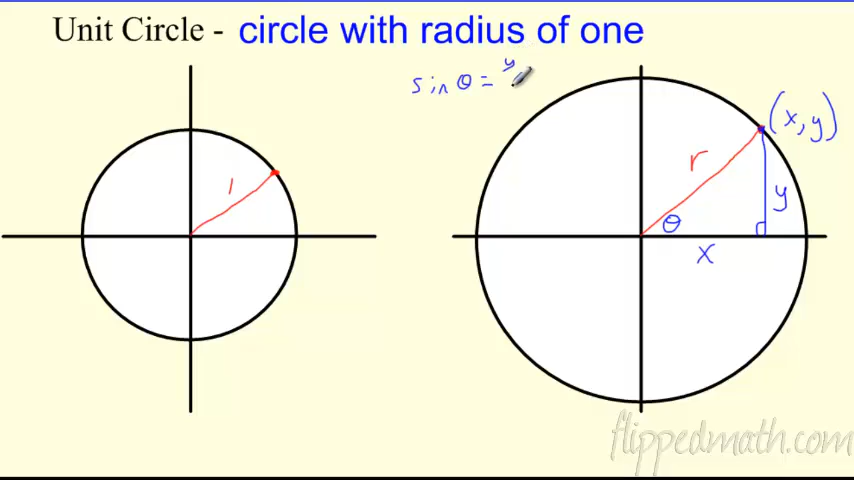 Unit Circle - circle with radius of one
sin θ = y
(x, y)
1
r
y
θ
x
flippedmath.com